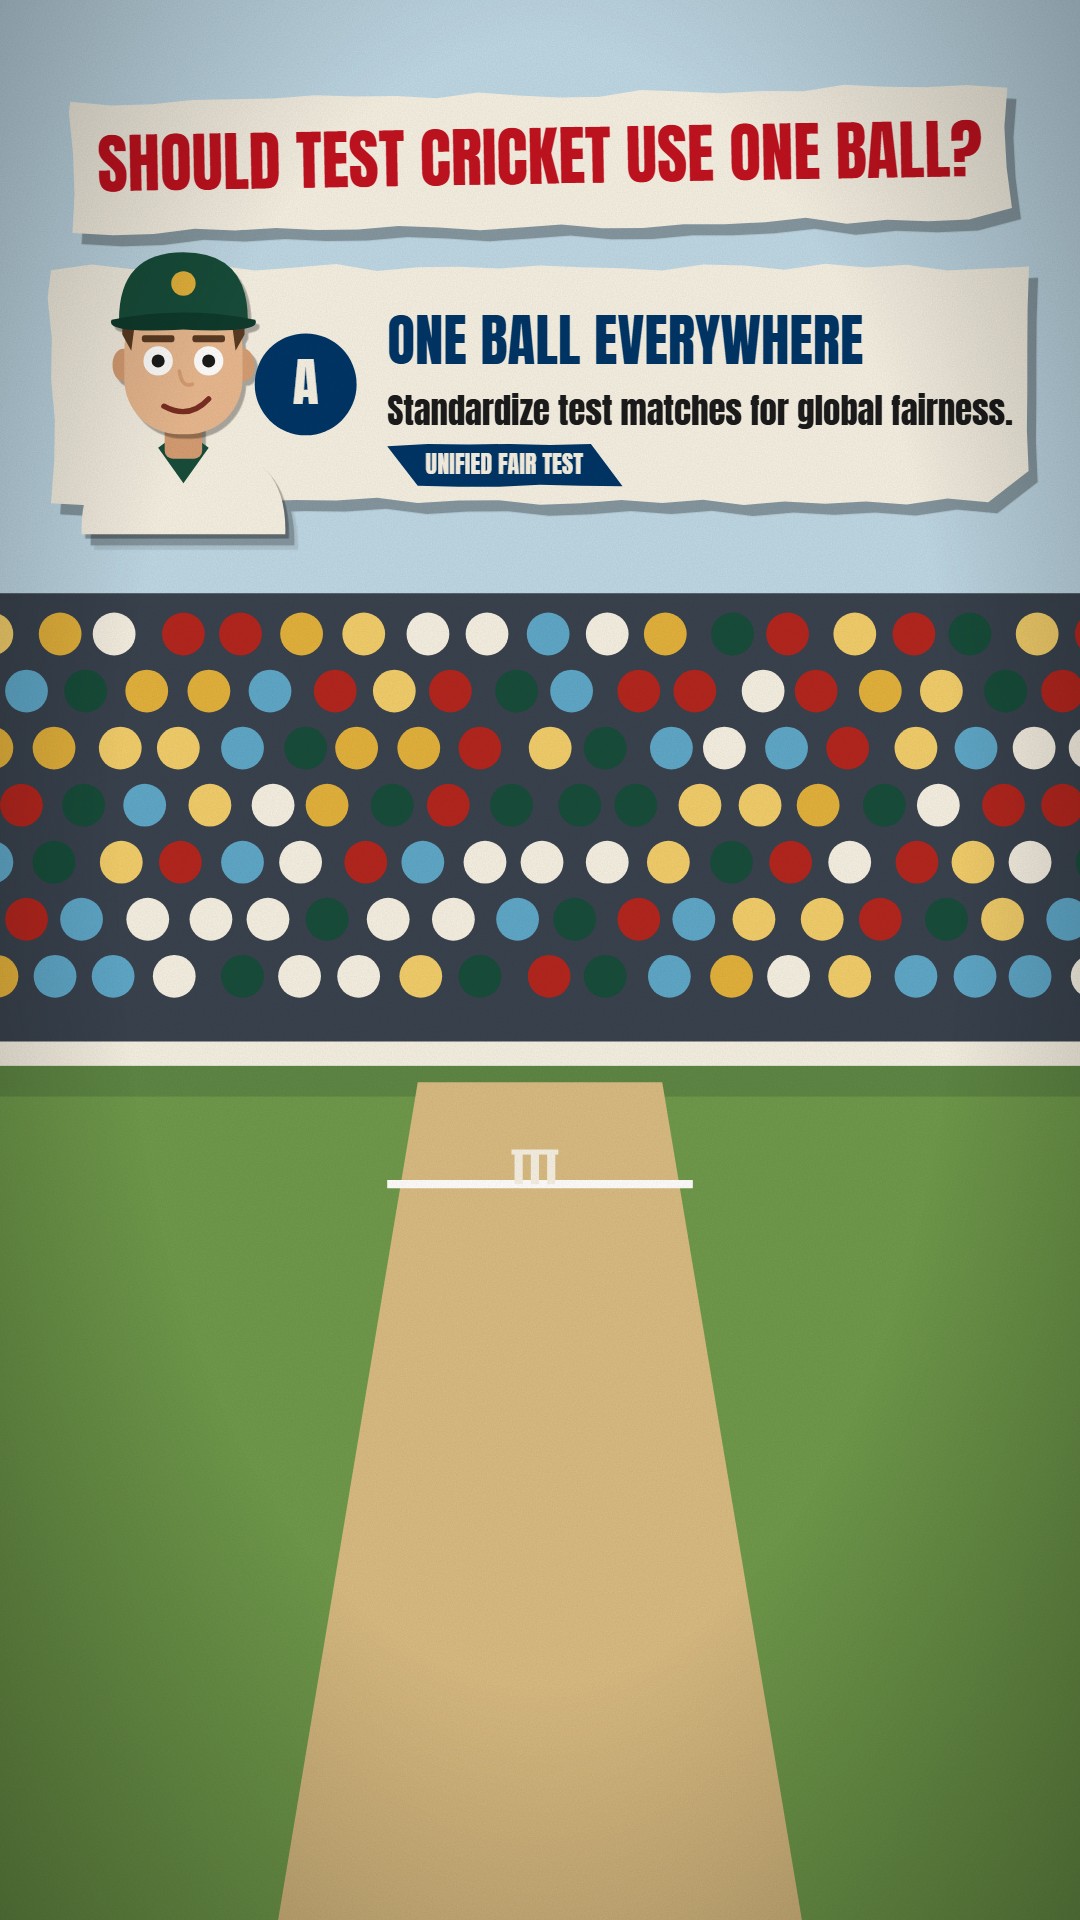 SHOULD TEST CRICKET USE ONE BALL?
A
ONE BALL EVERYWHERE
Standardize test matches for global fairness.
UNIFIED FAIR TEST